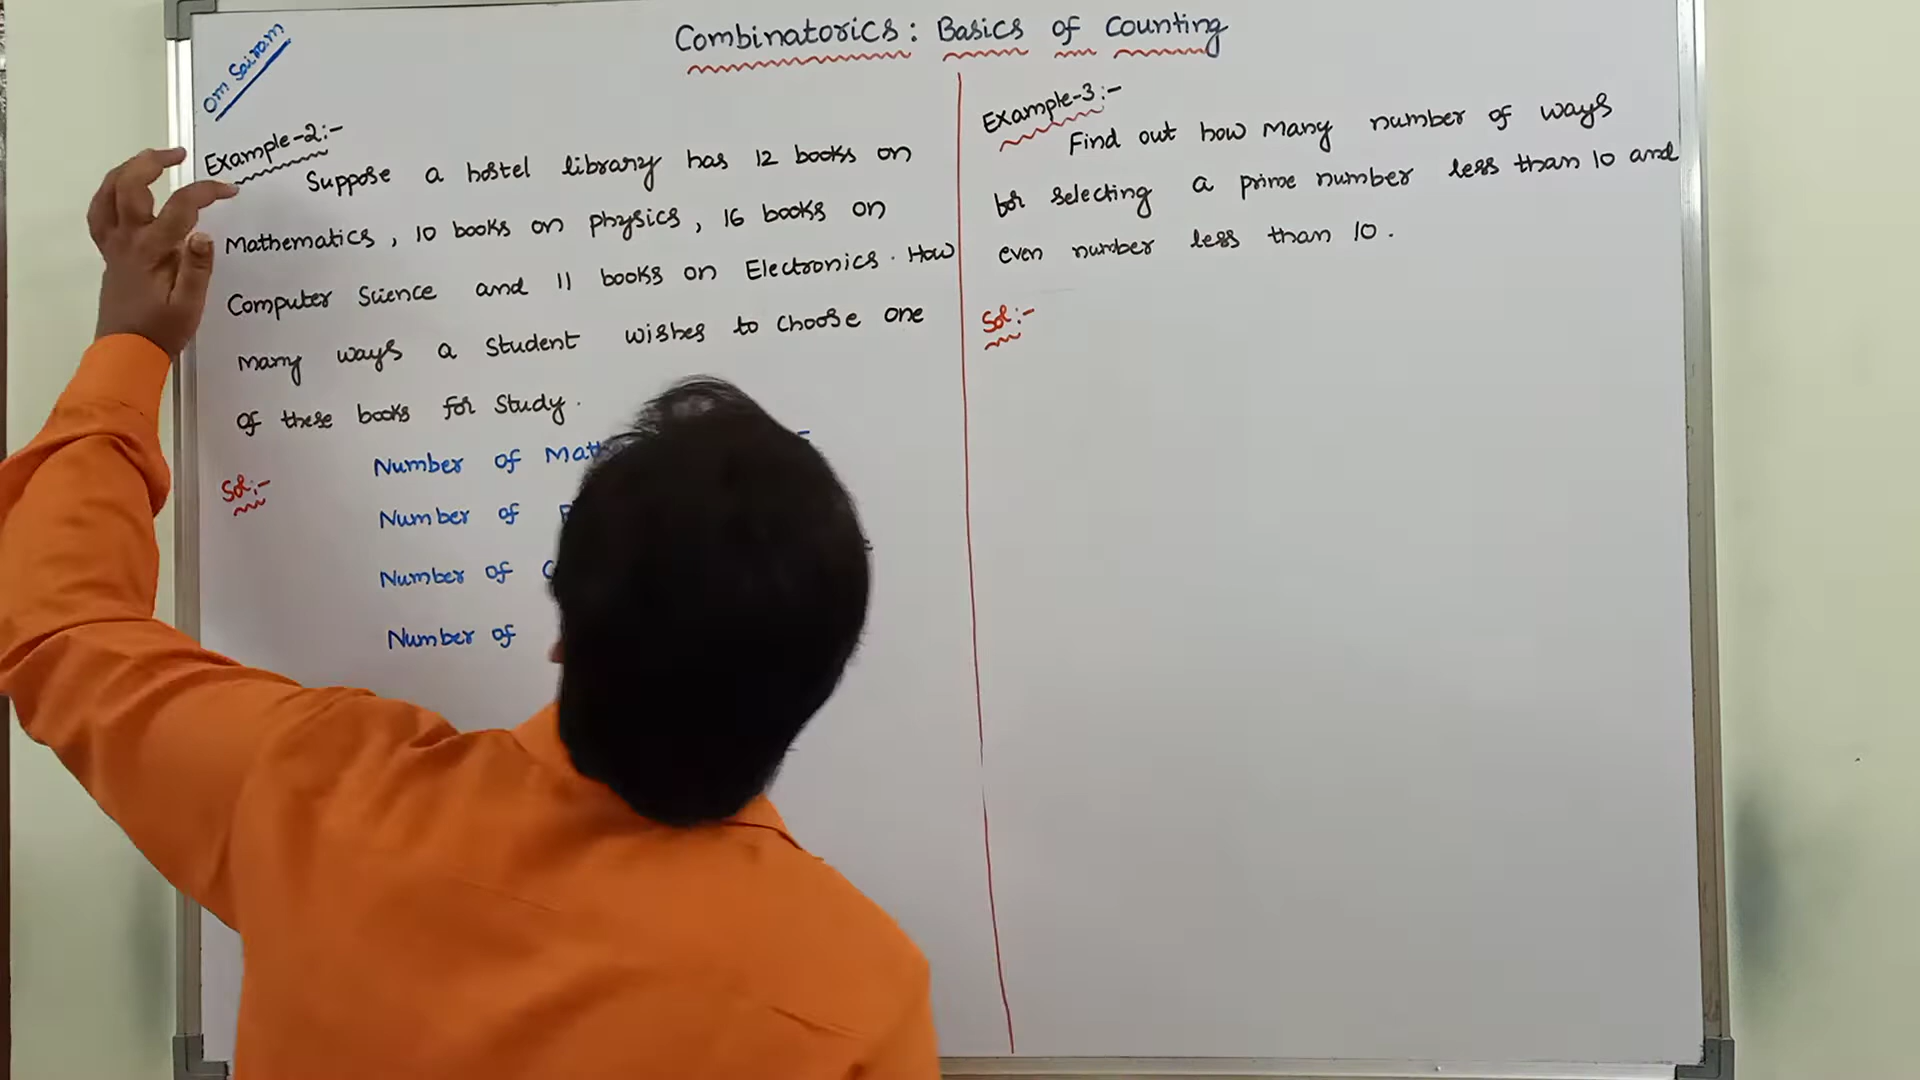 Om Sairam
Combinatorics: Basics of Counting
Example-2:-
Suppose a hostel library has 12 books on
Mathematics, 10 books on physics, 16 books on
Computer Science and 11 books on Electronics. How
Many ways a Student wishes to choose one
Of these books for Study.
Sol:-
Number of
Number of
Number of
Number of
Example-3:-
Find out how many number of ways
for selecting a prime number less than 10 and
even number less than 10.
Sol:-